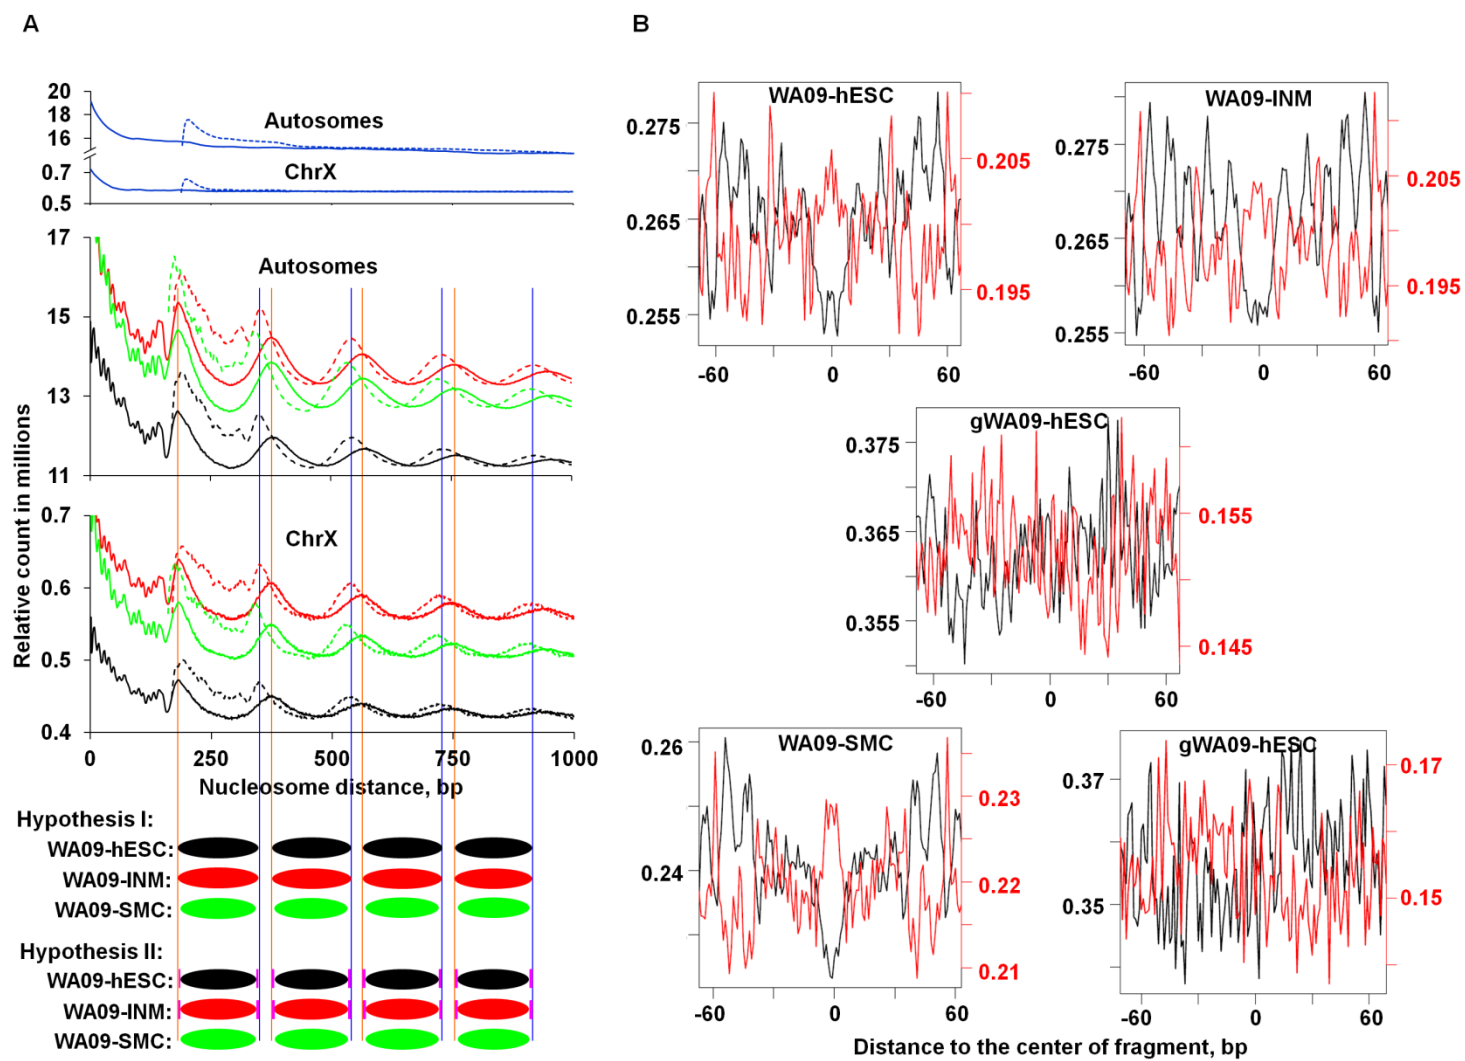 A
B
20
18
16
0.7
0.5
Autosomes
ChrX
17
15
13
11
Autosomes
0.7
0.6
0.5
0.4
ChrX
0
250
500
750
1000
Relative count in millions
Nucleosome distance, bp
Hypothesis I:
WA09-hESC:
WA09-INM:
WA09-SMC:
Hypothesis II:
WA09-hESC:
WA09-INM:
WA09-SMC:
WA09-hESC
0.275
0.265
0.255
0.205
0.195
-60
0
60
WA09-INM
0.275
0.265
0.255
0.205
0.195
-60
0
60
gWA09-hESC
0.375
0.365
0.355
0.155
0.145
-60
0
60
WA09-SMC
0.26
0.24
0.23
0.22
0.21
-60
0
60
gWA09-hESC
0.37
0.35
0.17
0.15
-60
0
60
Distance to the center of fragment, bp